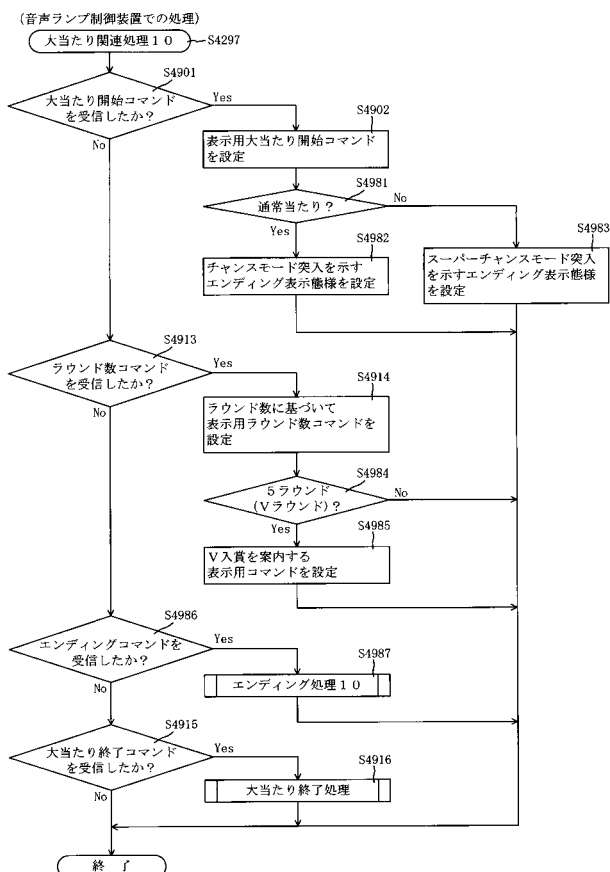 (音声ランプ制御装置での処理)
大当たり関連処理10
S4297
S4901
大当たり開始コマンド
を受信したか?
Yes
No
S4902
表示用大当たり開始コマンド
を設定
S4981
通常当たり?
No
Yes
S4982
チャンスモード突入を示す
エンディング表示態様を設定
S4983
スーパーチャンスモード突入
を示すエンディング表示態様
を設定
S4913
ラウンド数コマンド
を受信したか?
Yes
No
S4914
ラウンド数に基づいて
表示用ラウンド数コマンドを
設定
S4984
5ラウンド
(Vラウンド)?
No
Yes
S4985
V入賞を案内する
表示用コマンドを設定
S4986
エンディングコマンドを
受信したか?
Yes
No
S4987
エンディング処理10
S4915
大当たり終了コマンド
を受信したか?
Yes
No
S4916
大当たり終了処理
終 了